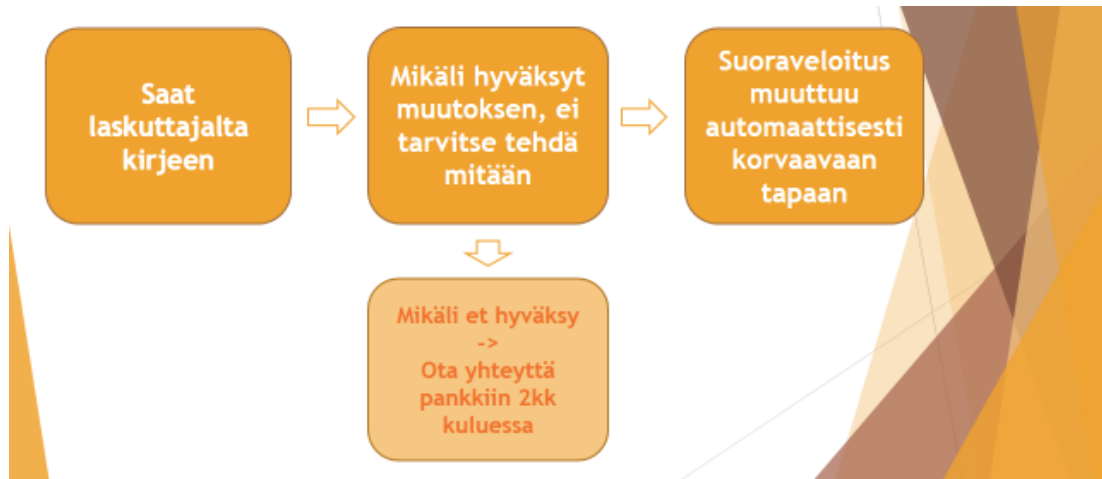 Saat
laskuttajalta
kirjeen
Mikäli hyväksyt
muutoksen, ei
tarvitse tehdä
mitään
Suoraveloitus
muuttuu
automaattisesti
korvaavaan
tapaan
Mikäli et hyväksy
->
Ota yhteyttä
pankkiin 2kk
kuluessa